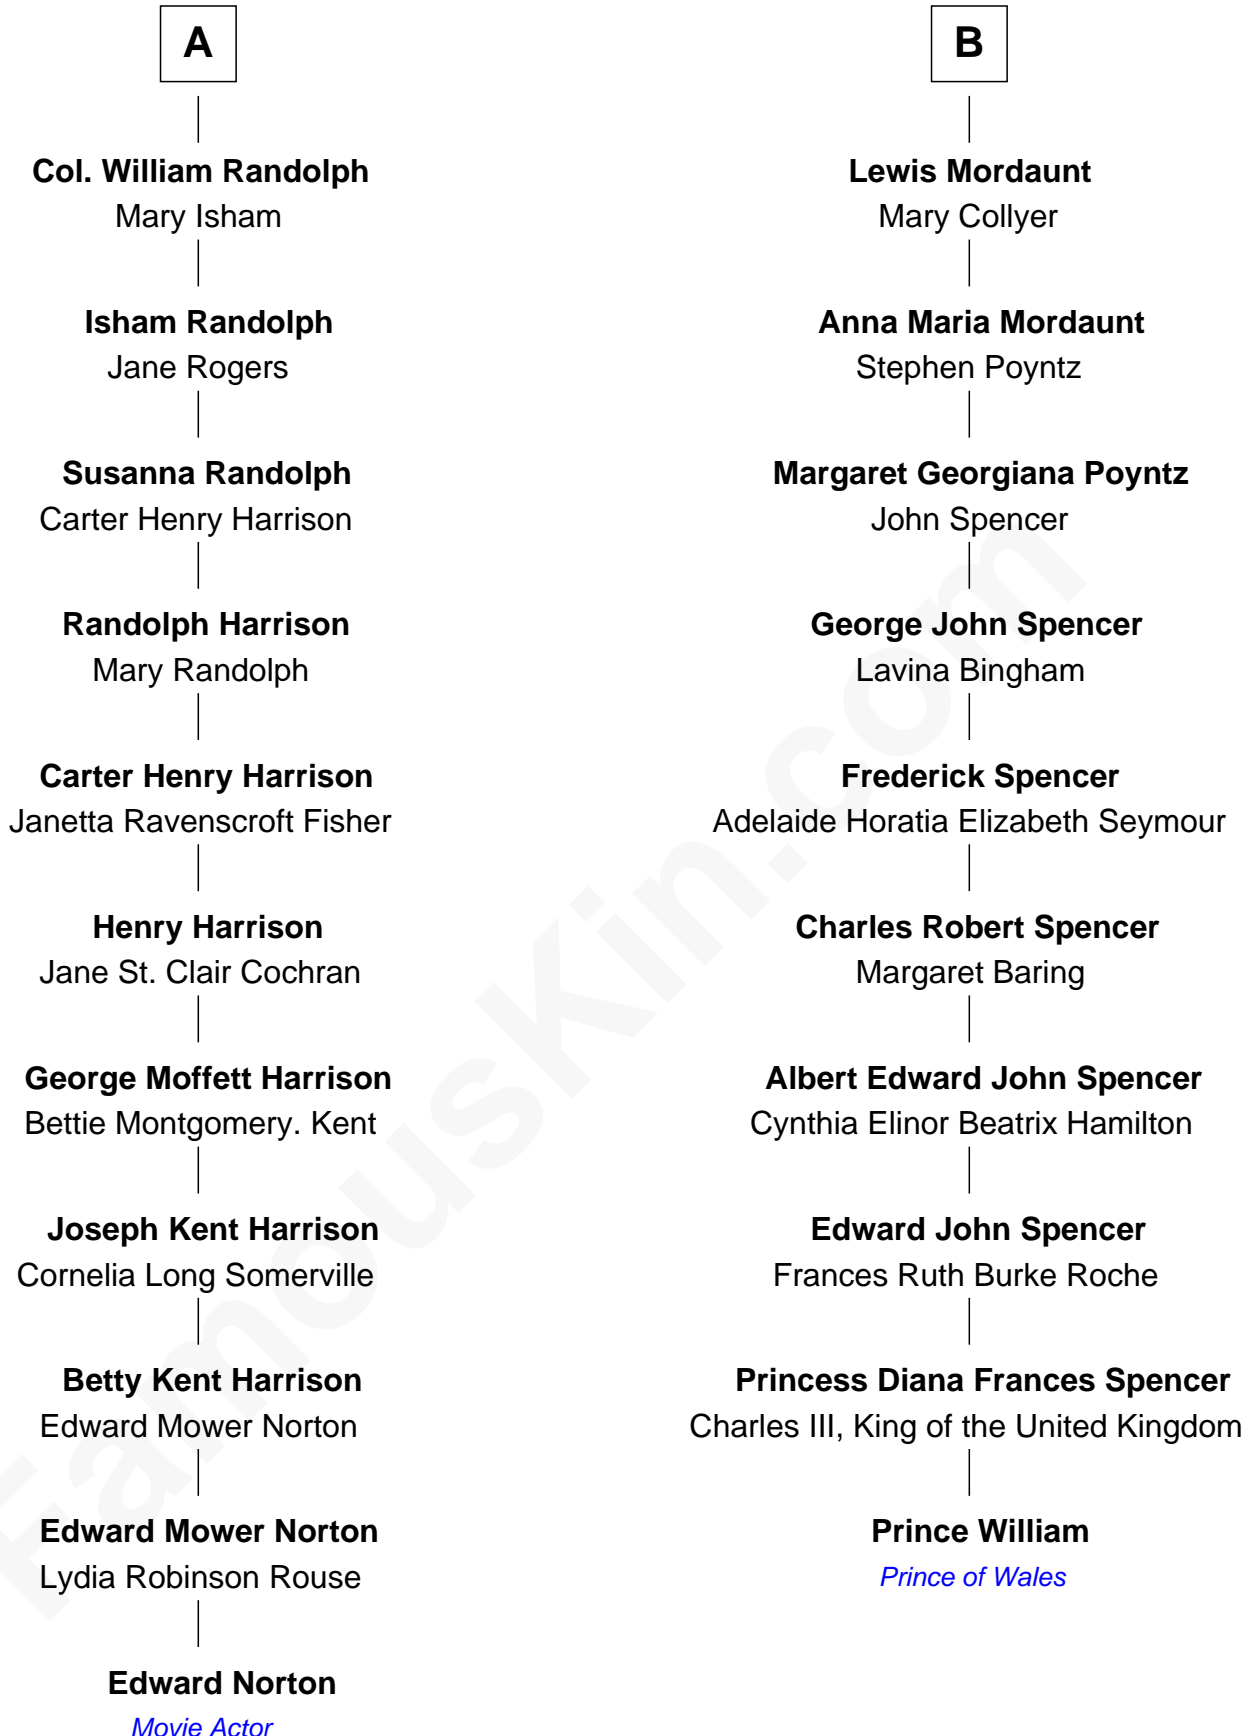 A
Col. William Randolph
Mary Isham
Isham Randolph
Jane Rogers
Susanna Randolph
Carter Henry Harrison
Randolph Harrison
Mary Randolph
Carter Henry Harrison
Janetta Ravenscroft Fisher
Henry Harrison
Jane St. Clair Cochran
George Moffett Harrison
Bettie Montgomery. Kent
Joseph Kent Harrison
Cornelia Long Somerville
Betty Kent Harrison
Edward Mower Norton
Edward Mower Norton
Lydia Robinson Rouse
Edward Norton
Movie Actor
B
Lewis Mordaunt
Mary Collyer
Anna Maria Mordaunt
Stephen Poyntz
Margaret Georgiana Poyntz
John Spencer
George John Spencer
Lavina Bingham
Frederick Spencer
Adelaide Horatia Elizabeth Seymour
Charles Robert Spencer
Margaret Baring
Albert Edward John Spencer
Cynthia Elinor Beatrix Hamilton
Edward John Spencer
Frances Ruth Burke Roche
Princess Diana Frances Spencer
Charles III, King of the United Kingdom
Prince William
Prince of Wales
FamousKin.com